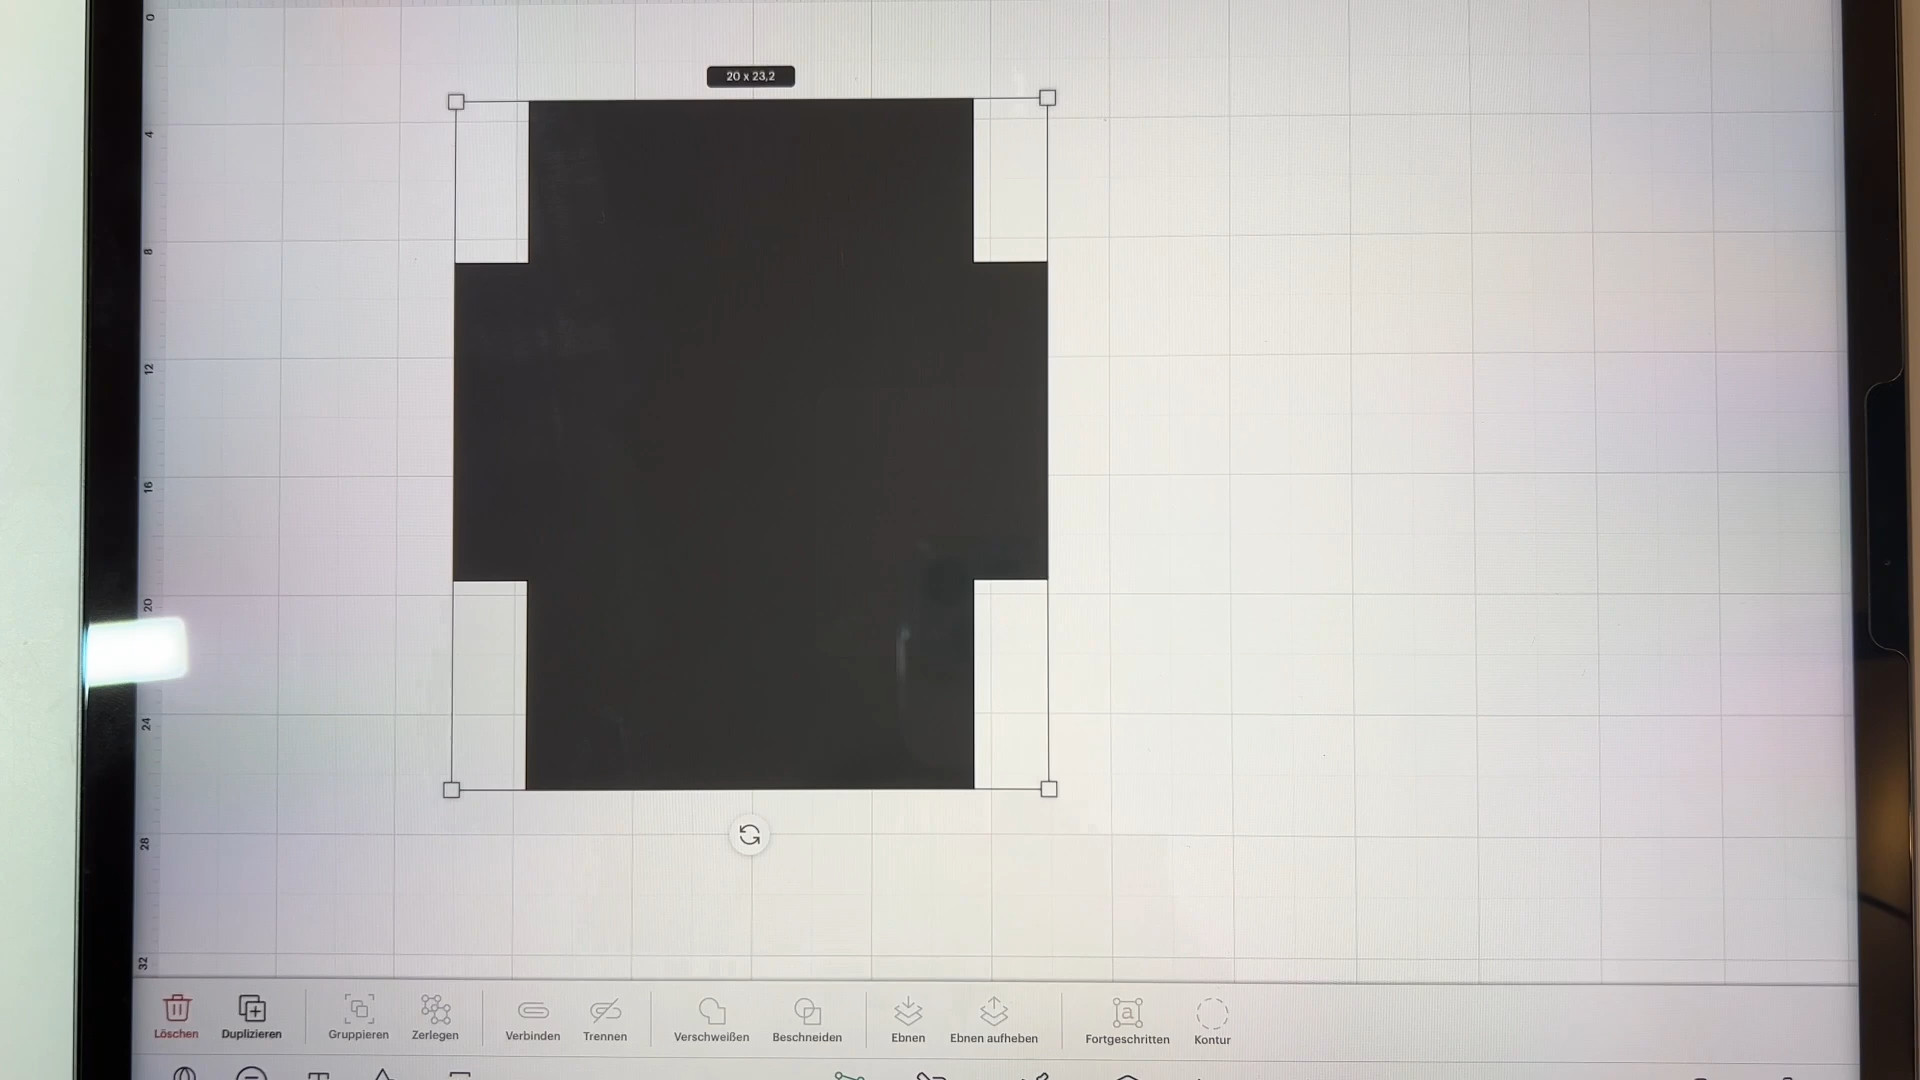 0
20 x 23,2
4
8
12
16
20
24
28
32
Löschen
Duplizieren
Gruppieren
Zerlegen
Verbinden
Trennen
Verschweißen
Beschneiden
Ebnen
Ebnen aufheben
Fortgeschritten
Kontur